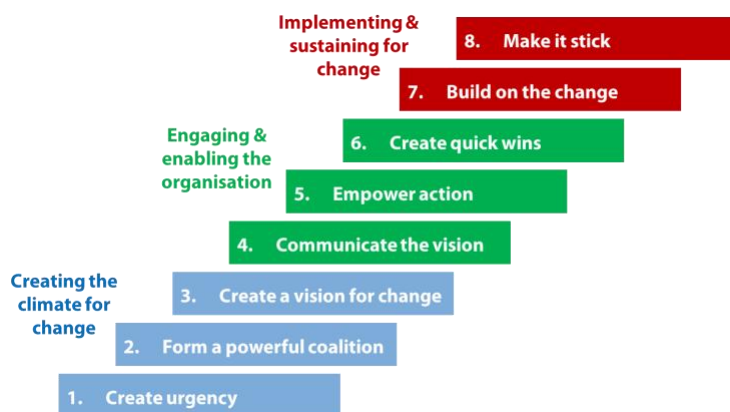 Implementing &
sustaining for
change
8. Make it stick
7. Build on the change
Engaging &
enabling the
organisation
6. Create quick wins
5. Empower action
4. Communicate the vision
Creating the
climate for
change
3. Create a vision for change
2. Form a powerful coalition
1. Create urgency